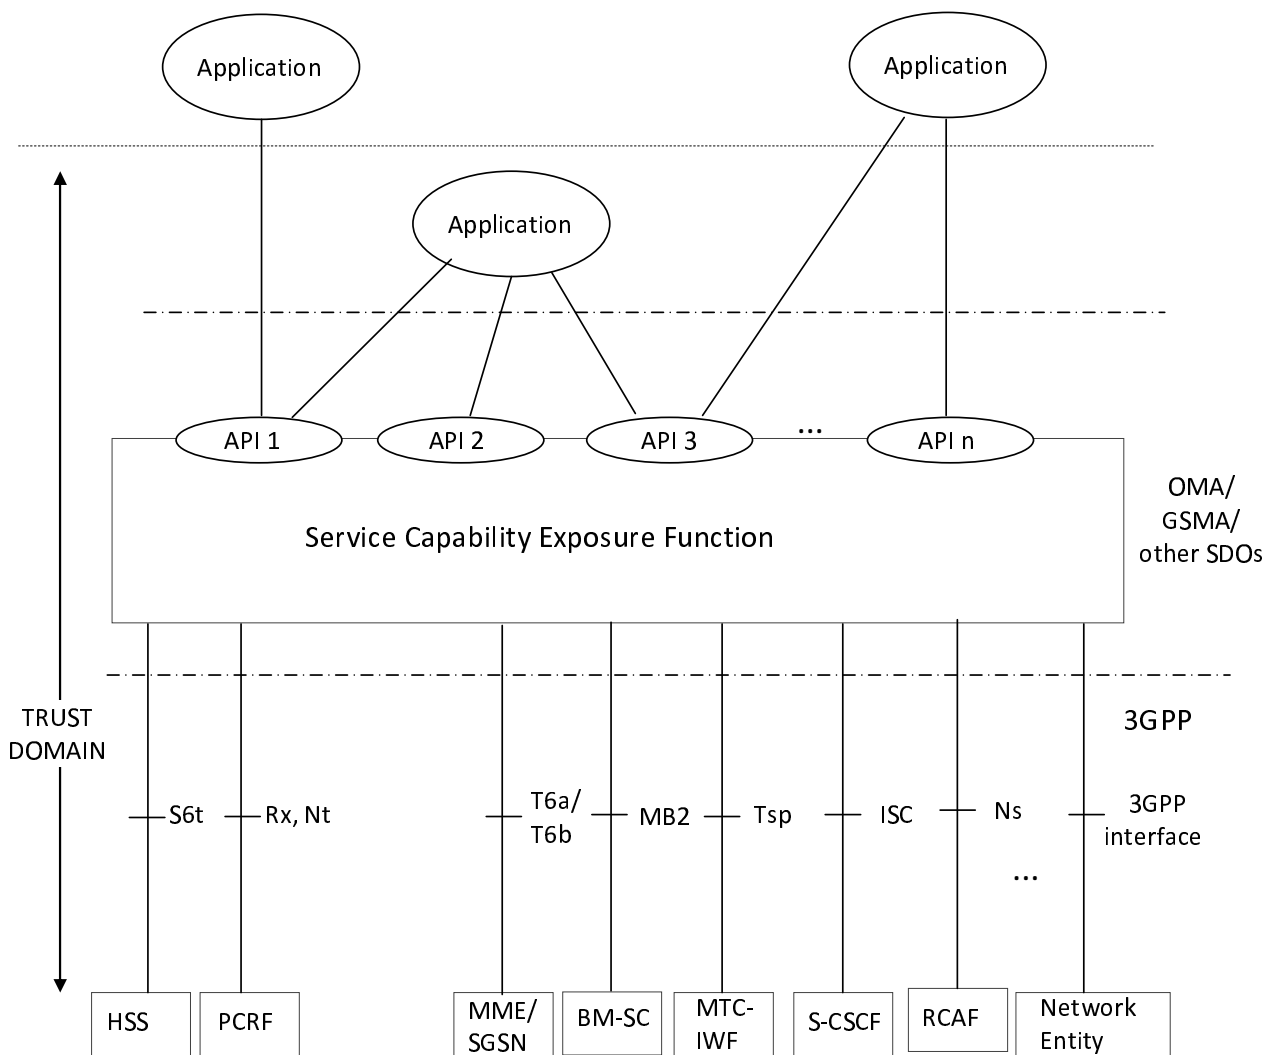 Application
Application
Application
API 1
API 2
API 3
...
API n
Service Capability Exposure Function
OMA/
GSMA/
other SDOs
TRUST
DOMAIN
3GPP
S6t
Rx, Nt
T6a/
T6b
MB2
Tsp
ISC
Ns
3GPP
interface
...
HSS
PCRF
MME/
SGSN
BM-SC
MTC-
IWF
S-CSCF
RCAF
Network
Entity